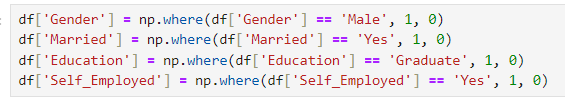 df['Gender'] = np.where(df['Gender'] == 'Male', 1, 0)
df['Married'] = np.where(df['Married'] == 'Yes', 1, 0)
df['Education'] = np.where(df['Education'] == 'Graduate', 1, 0)
df['Self_Employed'] = np.where(df['Self_Employed'] == 'Yes', 1, 0)